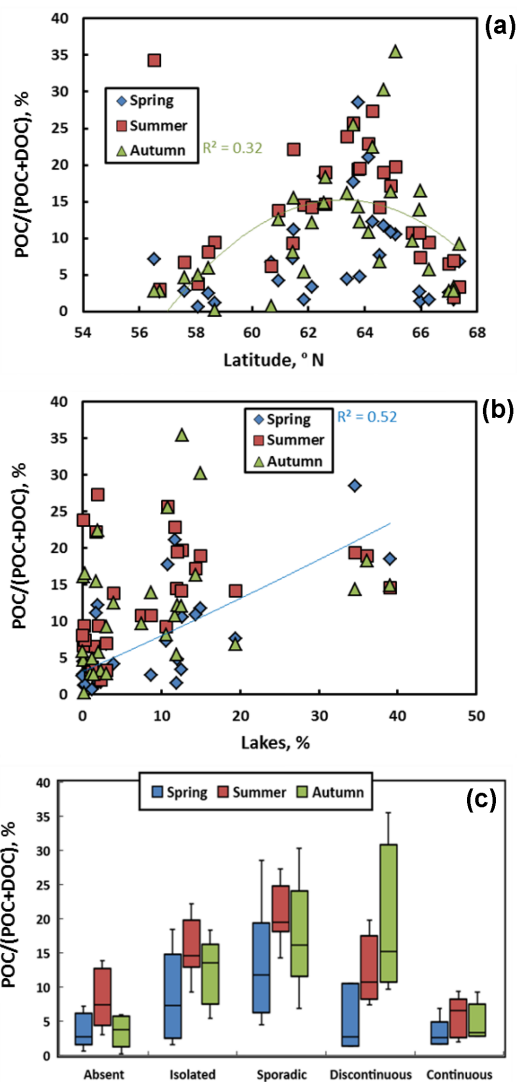 (a)
40
35
30
25
20
15
10
5
0
POC/(POC+DOC), %
Spring
Summer
Autumn
R² = 0.32
54 56 58 60 62 64 66 68
Latitude, ° N
(b)
40
35
30
25
20
15
10
5
0
POC/(POC+DOC), %
Spring
Summer
Autumn
R² = 0.52
0 10 20 30 40 50
Lakes, %
(c)
40
35
30
25
20
15
10
5
0
POC/(POC+DOC), %
Spring Summer Autumn
Absent Isolated Sporadic Discontinuous Continuous